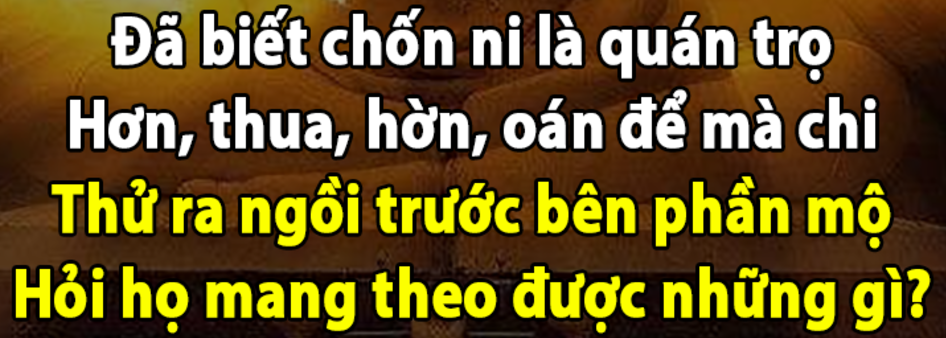 Đã biết chốn ni là quán trọ
Hơn, thua, hờn, oán để mà chi
Thử ra ngồi trước bên phần mộ
Hỏi họ mang theo được những gì?